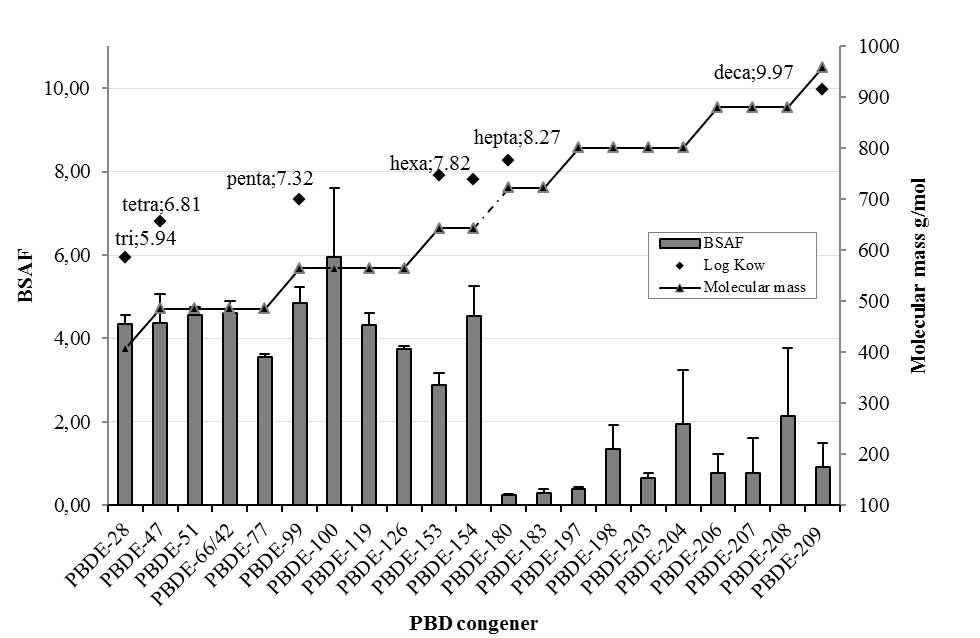 10,00
8,00
6,00
4,00
2,00
0,00
BSAF
1000
900
800
700
600
500
400
300
200
100
Molecular mass g/mol
tri;5.94
tetra;6.81
penta;7.32
hexa;7.82
hepta;8.27
deca;9.97
BSAF
Log Kow
Molecular mass
PBDE-28
PBDE-47
PBDE-51
PBDE-66/42
PBDE-77
PBDE-99
PBDE-100
PBDE-119
PBDE-126
PBDE-153
PBDE-154
PBDE-180
PBDE-183
PBDE-197
PBDE-198
PBDE-203
PBDE-204
PBDE-206
PBDE-207
PBDE-208
PBDE-209
PBD congener